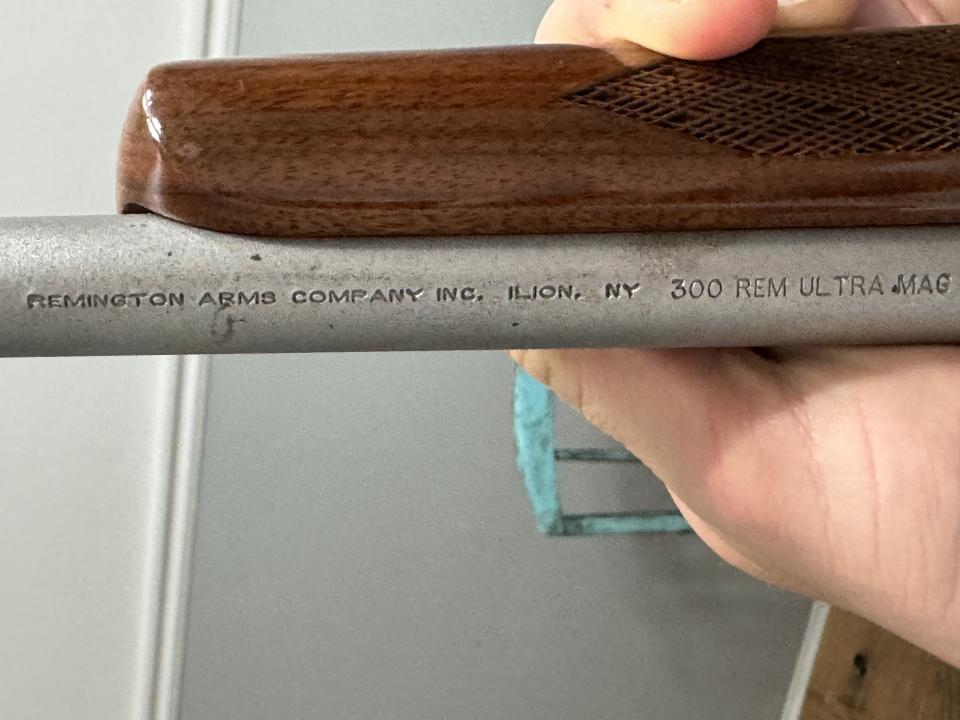 REMINGTON ARMS COMPANY INC. ILION, NY 300 REM ULTRA MAG